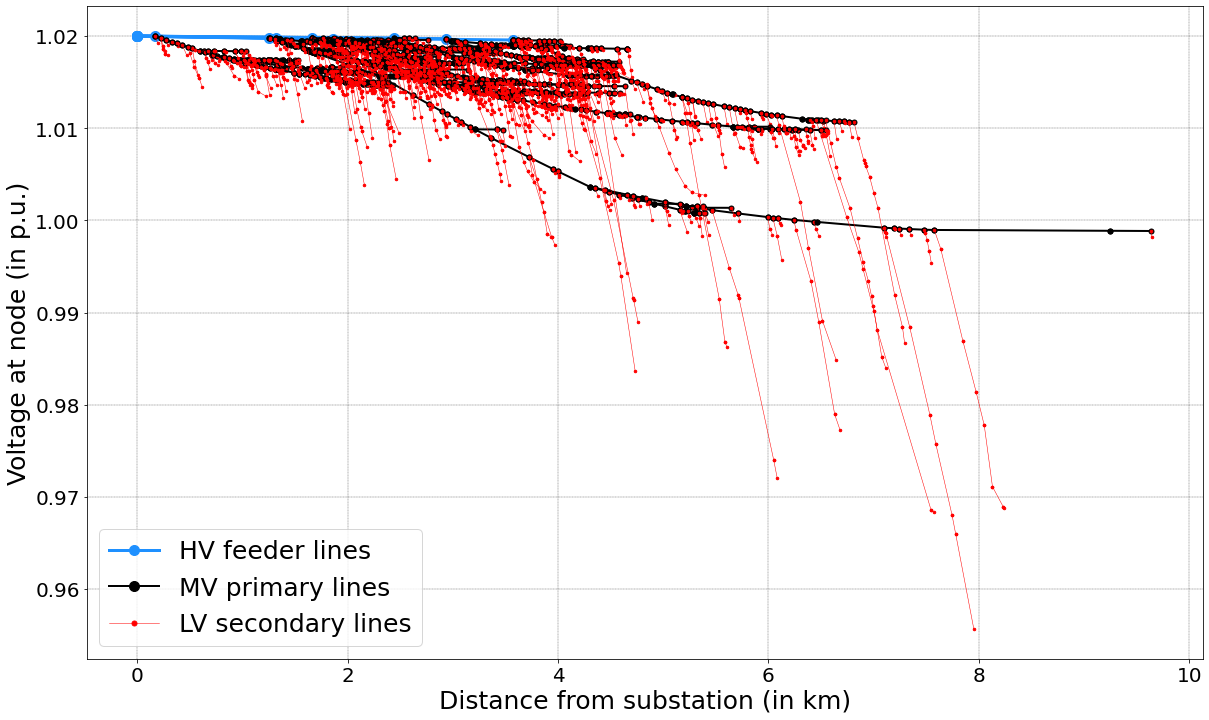 1.02
1.01
1.00
0.99
0.98
0.97
0.96
Voltage at node (in p.u.)
HV feeder lines
MV primary lines
LV secondary lines
0 2 4 6 8 10
Distance from substation (in km)